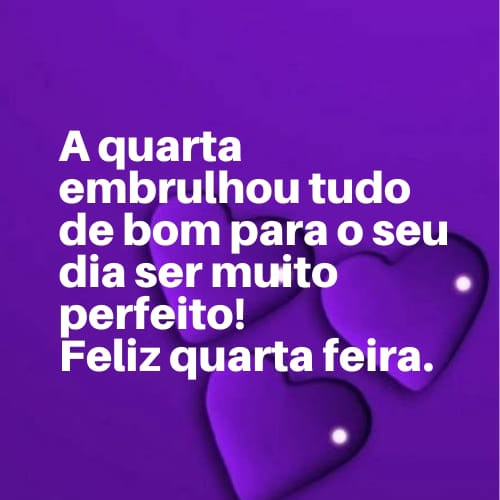 A quarta
embrulhou tudo
de bom para o seu
dia ser muito
perfeito!
Feliz quarta feira.